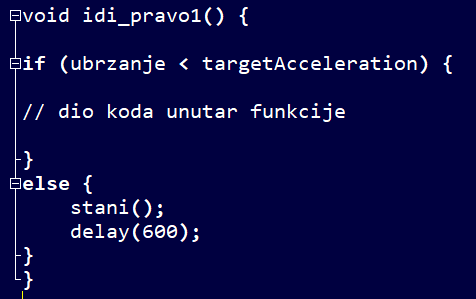 void idi_pravo1() {
if (ubrzanje < targetAcceleration) {
// dio koda unutar funkcije
}
else {
    stani();
    delay(600);
}
}